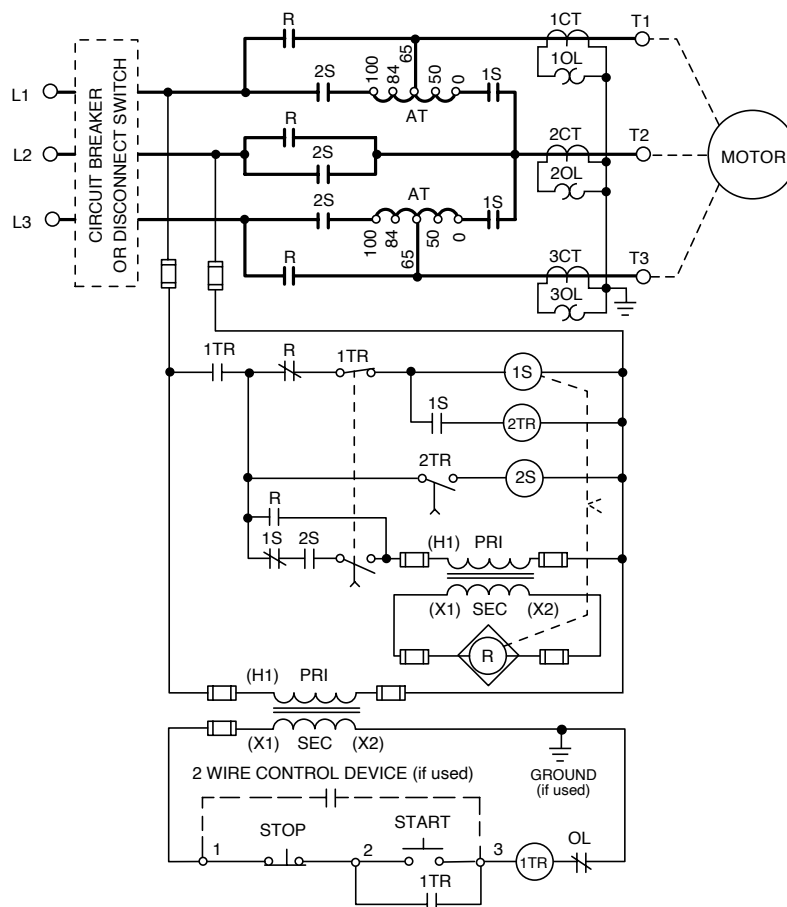 R
1CT
T1
100
84
65
50
0
2S
1S
1OL
L1
AT
CIRCUIT BREAKER
OR DISCONNECT SWITCH
R
2CT
T2
L2
2S
MOTOR
2OL
AT
2S
1S
L3
100
84
65
50
0
R
3CT
T3
3OL
1TR
R
1TR
1S
1S
2TR
2TR
2S
R
1S
2S
(H1)
PRI
(X1)
SEC
(X2)
R
(H1)
PRI
(X1)
SEC
(X2)
GROUND
(if used)
2 WIRE CONTROL DEVICE (if used)
STOP
START
1
2
3
1TR
OL
1TR